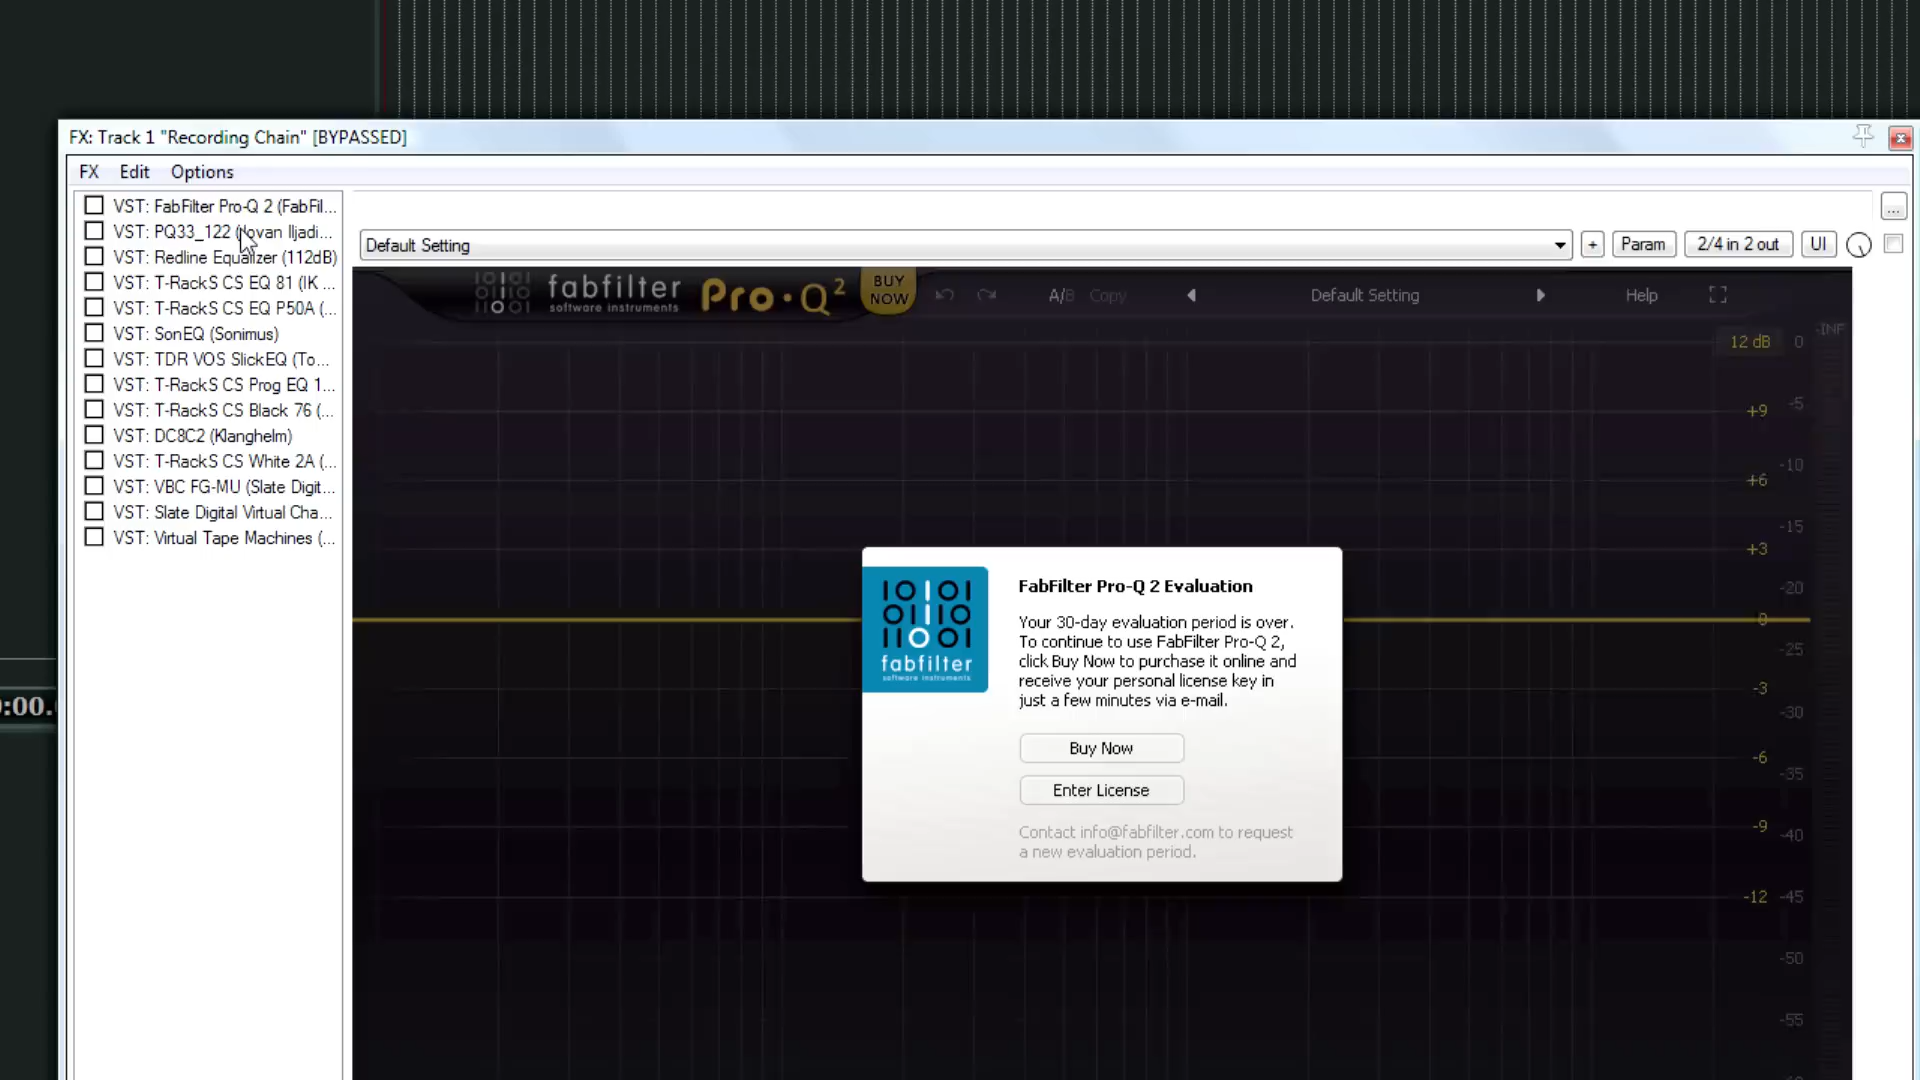 FX: Track 1 "Recording Chain" [BYPASSED]
FX Edit Options
VST: FabFilter Pro-Q 2 (FabFil...
VST: PQ33_122 (Jovan Iljadi...
VST: Redline Equalizer (112dB)
VST: T-RackS CS EQ 81 (IK ...
VST: T-RackS CS EQ P50A (...
VST: SonEQ (Sonimus)
VST: TDR VOS SlickEQ (To...
VST: T-RackS CS Prog EQ 1...
VST: T-RackS CS Black 76 (...
VST: DC8C2 (Klanghelm)
VST: T-RackS CS White 2A (...
VST: VBC FG-MU (Slate Digit...
VST: Slate Digital Virtual Cha...
VST: Virtual Tape Machines (...
...
Default Setting + Param 2/4 in 2 out UI
fabfilter
software instruments
Pro·Q²
BUY
NOW
A/B Copy Default Setting Help
-INF
12 dB 0
+9 -5
-10
+6
-15
+3
-20
0
-25
-3
-30
-6
-35
-9 -40
-12 -45
-50
-55
:00.
fabfilter
software instruments
FabFilter Pro-Q 2 Evaluation
Your 30-day evaluation period is over.
To continue to use FabFilter Pro-Q 2,
click Buy Now to purchase it online and
receive your personal license key in
just a few minutes via e-mail.
Buy Now
Enter License
Contact info@fabfilter.com to request
a new evaluation period.